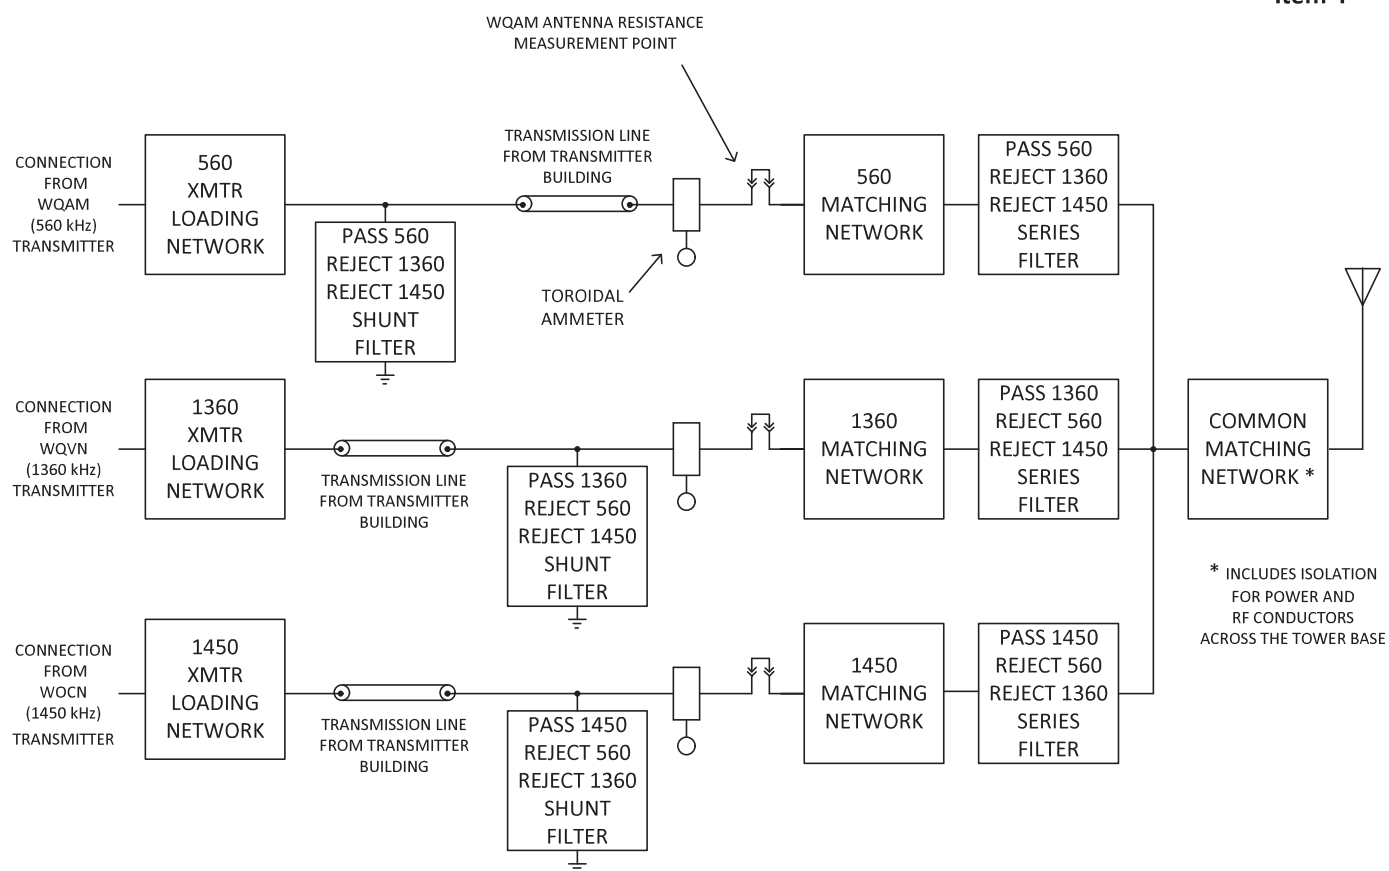 WQAM ANTENNA RESISTANCE
MEASUREMENT POINT
TRANSMISSION LINE
FROM TRANSMITTER
BUILDING
CONNECTION
FROM
WQAM
(560 kHz)
TRANSMITTER
560
XMTR
LOADING
NETWORK
PASS 560
REJECT 1360
REJECT 1450
SHUNT
FILTER
TOROIDAL
AMMETER
560
MATCHING
NETWORK
PASS 560
REJECT 1360
REJECT 1450
SERIES
FILTER
CONNECTION
FROM
WQVN
(1360 kHz)
TRANSMITTER
1360
XMTR
LOADING
NETWORK
TRANSMISSION LINE
FROM TRANSMITTER
BUILDING
PASS 1360
REJECT 560
REJECT 1450
SHUNT
FILTER
1360
MATCHING
NETWORK
PASS 1360
REJECT 560
REJECT 1450
SERIES
FILTER
COMMON
MATCHING
NETWORK *
* INCLUDES ISOLATION
FOR POWER AND
RF CONDUCTORS
ACROSS THE TOWER BASE
CONNECTION
FROM
WOCN
(1450 kHz)
TRANSMITTER
1450
XMTR
LOADING
NETWORK
TRANSMISSION LINE
FROM TRANSMITTER
BUILDING
PASS 1450
REJECT 560
REJECT 1360
SHUNT
FILTER
1450
MATCHING
NETWORK
PASS 1450
REJECT 560
REJECT 1360
SERIES
FILTER